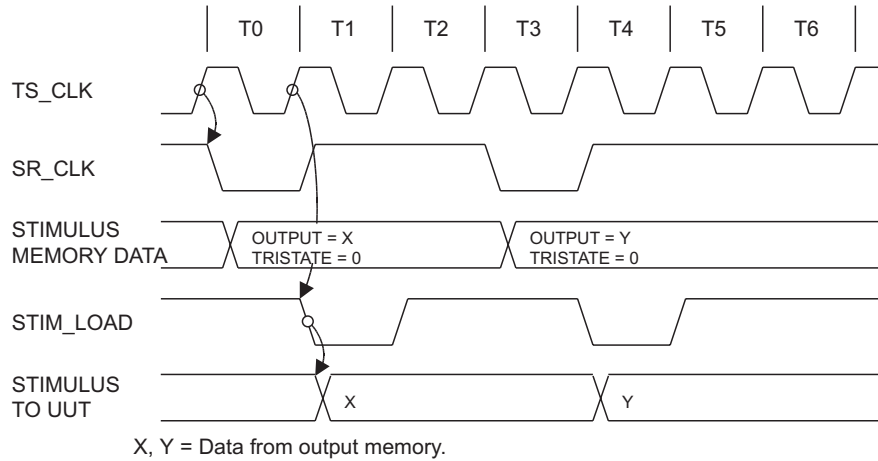 T0 T1 T2 T3 T4 T5 T6
TS_CLK
SR_CLK
STIMULUS
MEMORY DATA
OUTPUT = X
TRISTATE = 0
OUTPUT = Y
TRISTATE = 0
STIM_LOAD
STIMULUS
TO UUT
X
Y
X, Y = Data from output memory.